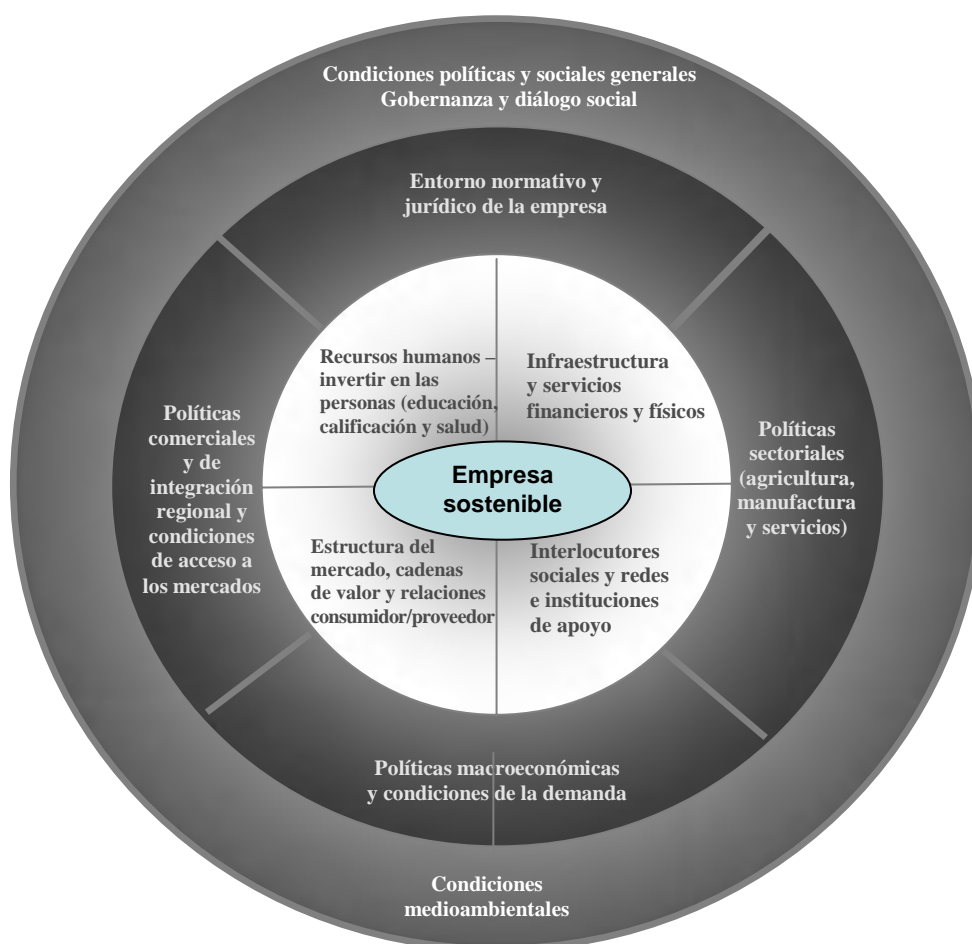 Condiciones políticas y sociales generales
Gobernanza y diálogo social
Entorno normativo y
jurídico de la empresa
Recursos humanos –
invertir en las
personas (educación,
calificación y salud)
Infraestructura
y servicios
financieros y físicos
Políticas
comerciales
y de
integración
regional y
condiciones
de acceso a
los mercados
Empresa
sostenible
Políticas
sectoriales
(agricultura,
manufactura
y servicios)
Estructura del
mercado, cadenas
de valor y relaciones
consumidor/proveedor
Interlocutores
sociales y redes
e instituciones
de apoyo
Políticas macroeconómicas
y condiciones de la demanda
Condiciones
medioambientales